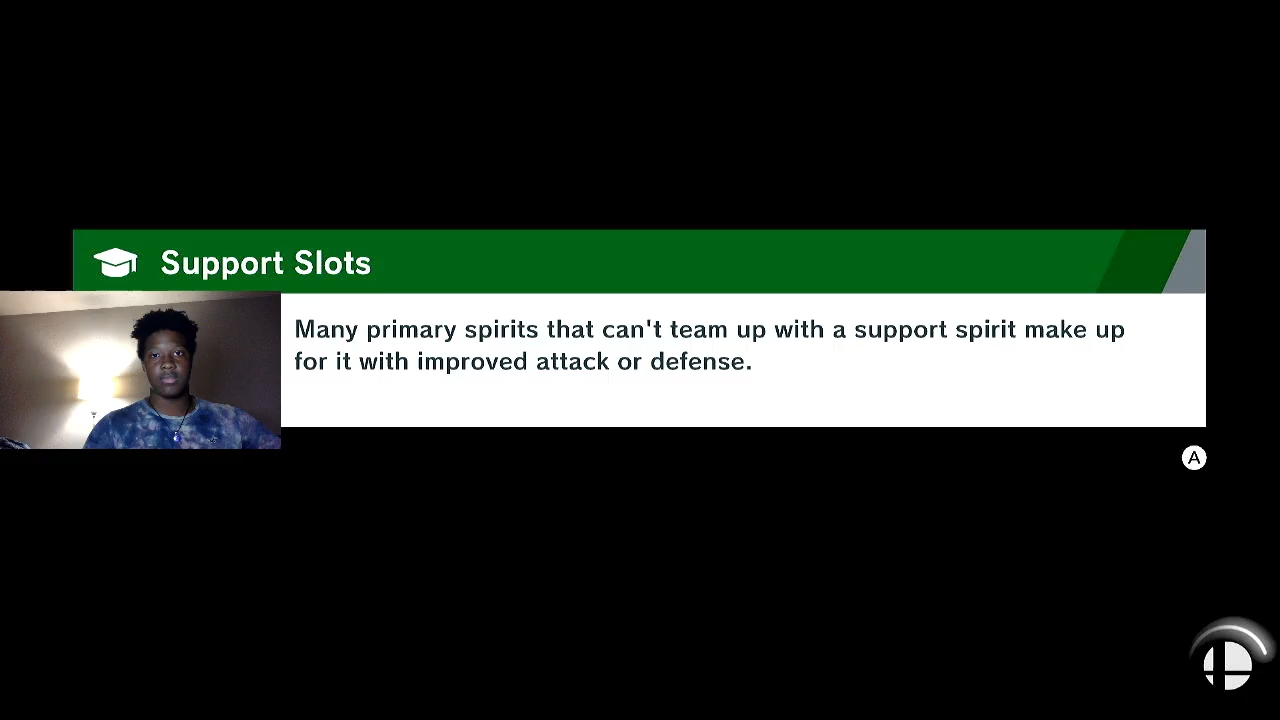 Support Slots
Many primary spirits that can't team up with a support spirit make up
for it with improved attack or defense.
A